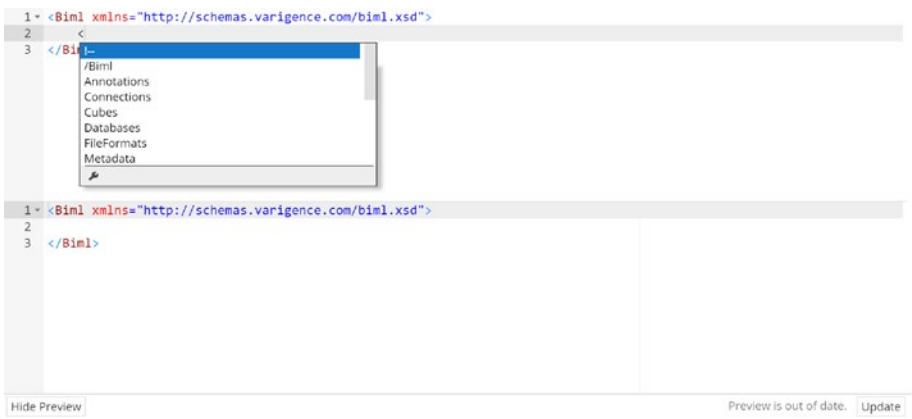 1 <Biml xmlns="http://schemas.varigence.com/biml.xsd">
2 <
3 </Bi
!--
/Biml
Annotations
Connections
Cubes
Databases
FileFormats
Metadata
1 <Biml xmlns="http://schemas.varigence.com/biml.xsd">
2
3 </Biml>
Hide Preview
Preview is out of date. Update